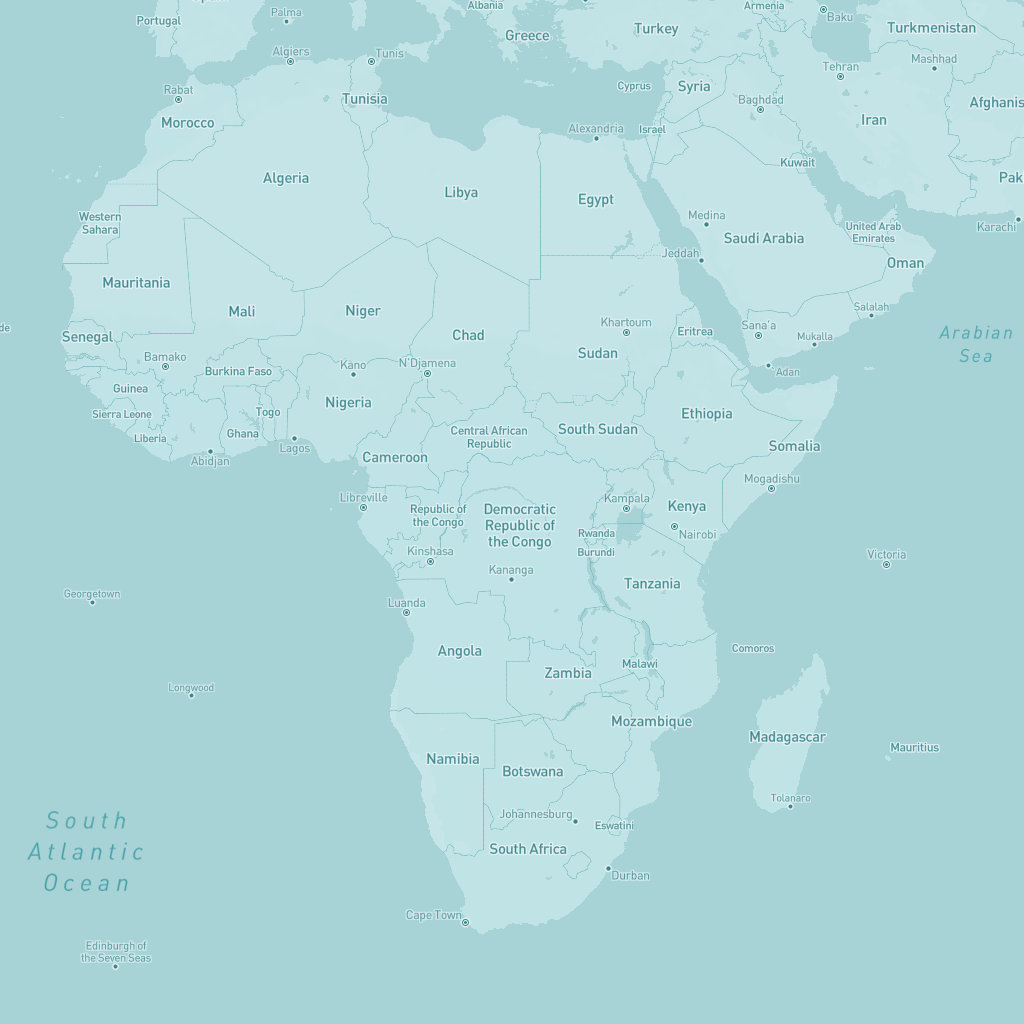 Palma
Portugal
Albania
Armenia
Baku
Greece
Turkey
Turkmenistan
Algiers
Tunis
Tehran
Mashhad
Rabat
Tunisia
Cyprus
Syria
Baghdad
Afghanis
Morocco
Alexandria
Israel
Iran
Kuwait
Algeria
Libya
Egypt
Pak
Western
Sahara
Medina
Saudi Arabia
United Arab
Emirates
Karachi
Jeddah
Oman
Mauritania
Mali
Niger
Salalah
de
Senegal
Chad
Khartoum
Eritrea
Sana'a
Mukalla
Arabian
Sea
Bamako
Burkina Faso
Kano
N'Djamena
Sudan
Adan
Guinea
Nigeria
Sierra Leone
Togo
Ethiopia
Liberia
Ghana
Lagos
Central African
Republic
South Sudan
Somalia
Abidjan
Cameroon
Mogadishu
Libreville
Republic of
the Congo
Democratic
Republic of
the Congo
Kampala
Kenya
Rwanda
Nairobi
Kinshasa
Burundi
Victoria
Kananga
Tanzania
Georgetown
Luanda
Angola
Comoros
Malawi
Zambia
Longwood
Mozambique
Madagascar
Mauritius
Namibia
Botswana
Tolanaro
Johannesburg
Eswatini
South
Atlantic
Ocean
South Africa
Durban
Cape Town
Edinburgh of
the Seven Seas